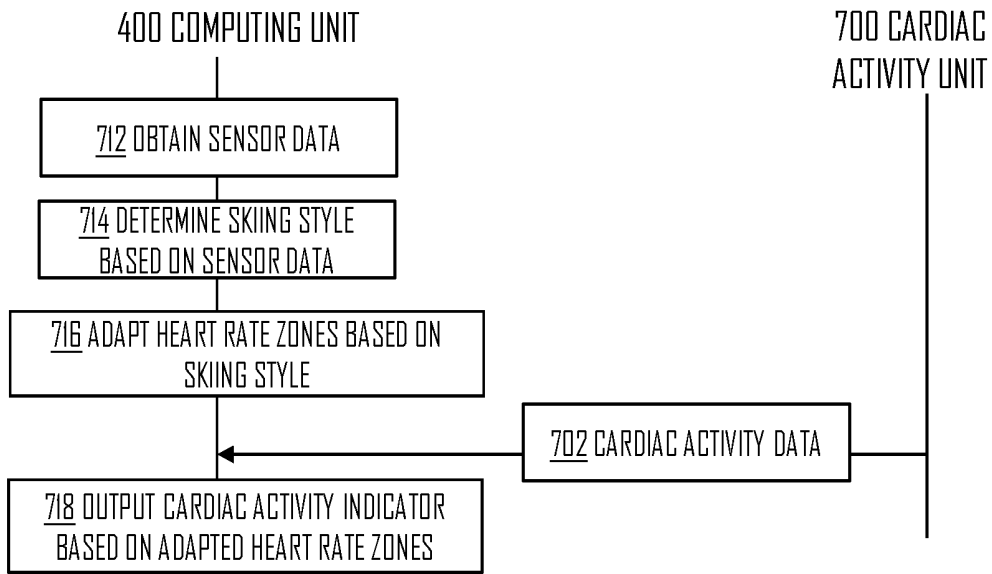 400 COMPUTING UNIT
700 CARDIAC
ACTIVITY UNIT
712 OBTAIN SENSOR DATA
714 DETERMINE SKIING STYLE
BASED ON SENSOR DATA
716 ADAPT HEART RATE ZONES BASED ON
SKIING STYLE
702 CARDIAC ACTIVITY DATA
718 OUTPUT CARDIAC ACTIVITY INDICATOR
BASED ON ADAPTED HEART RATE ZONES